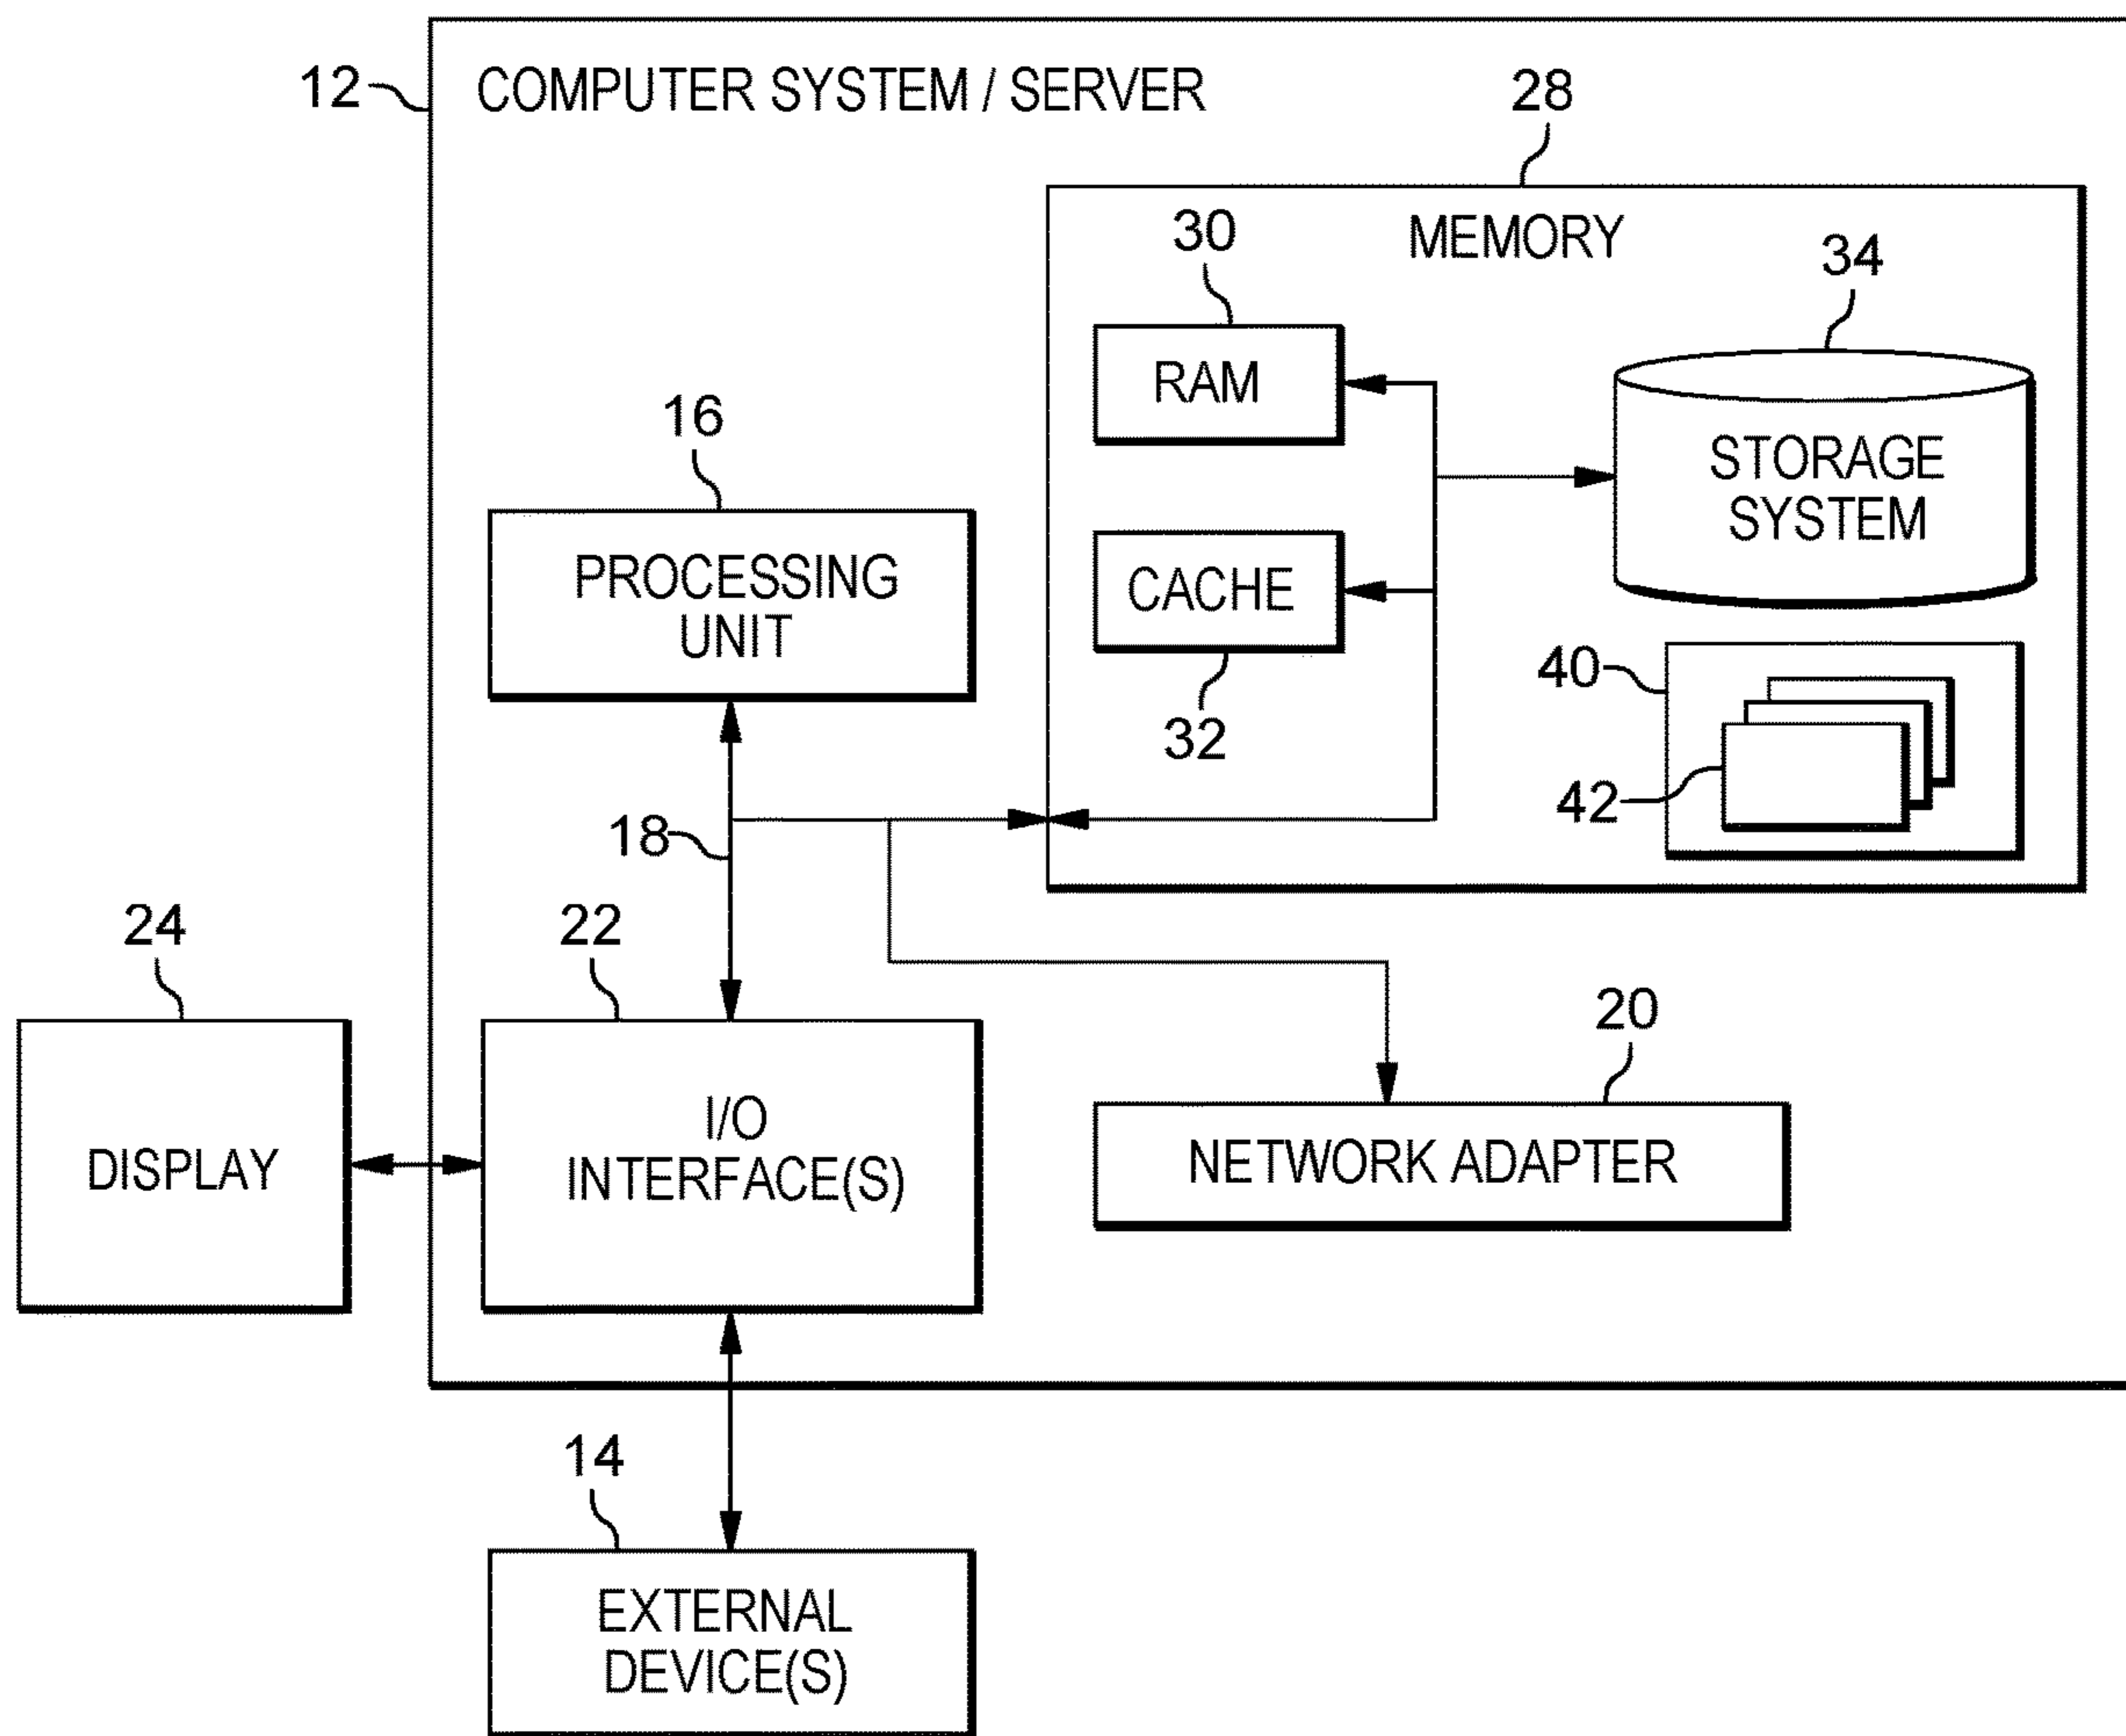 12
COMPUTER SYSTEM / SERVER
28
MEMORY
30
34
RAM
16
STORAGE
SYSTEM
PROCESSING
UNIT
CACHE
32
40
42
18
24
22
20
DISPLAY
I/O
INTERFACE(S)
NETWORK ADAPTER
14
EXTERNAL
DEVICE(S)